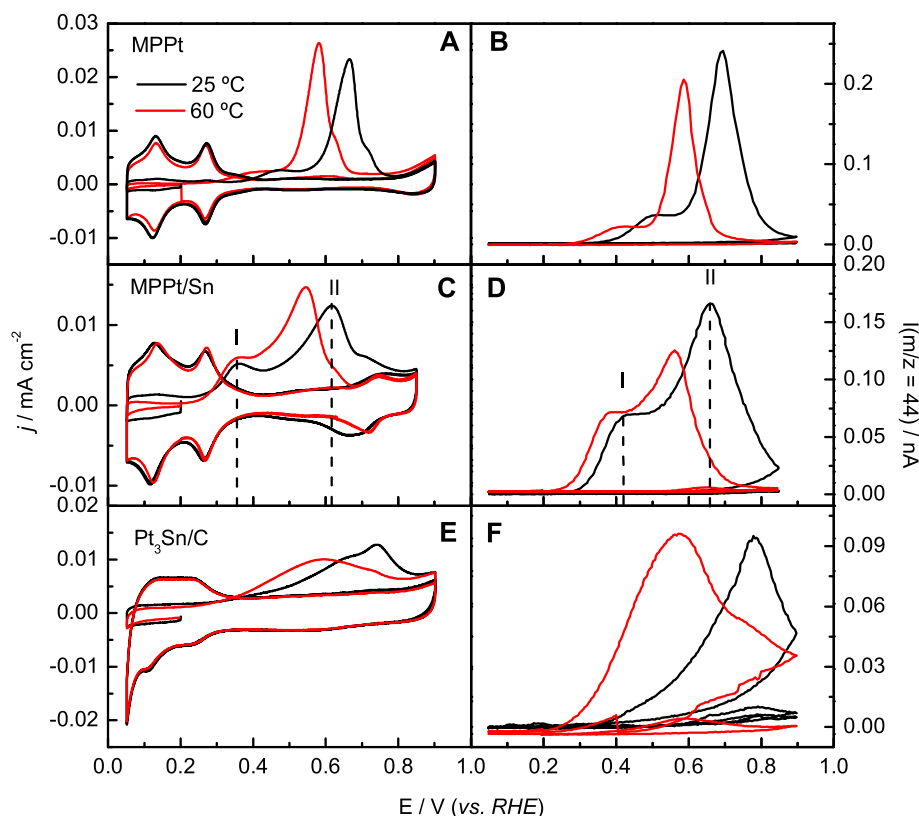 0.03
MPPt
A
B
25 ºC
60 ºC
0.02
0.01
0.00
-0.01
0.2
0.1
0.0
MPPt/Sn
C
D
I
II
I
II
0.01
0.00
-0.01
0.20
0.15
0.10
0.05
0.00
Pt3Sn/C
E
F
0.02
0.01
0.00
-0.01
-0.02
0.09
0.06
0.03
0.00
j / mA cm-2
I((m/z = 44) / nA
0.0 0.2 0.4 0.6 0.8 0.0 0.2 0.4 0.6 0.8 1.0
E / V (vs. RHE)